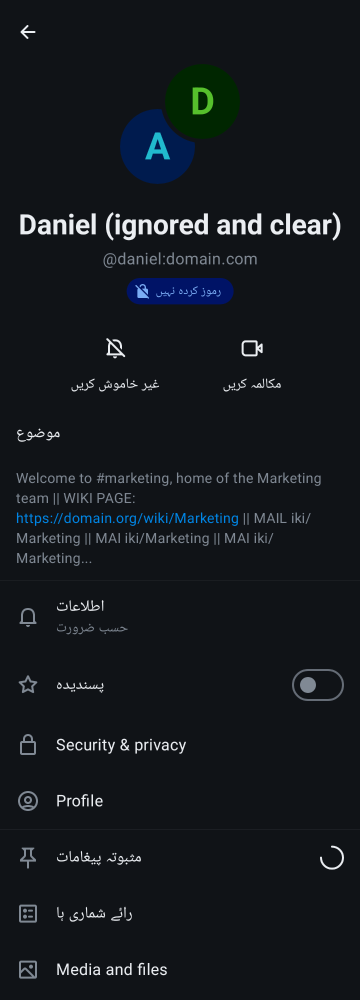 D
A
Daniel (ignored and clear)
@daniel:domain.com
رموز کردہ نہیں
غیر خاموش کریں
مکالمہ کریں
موضوع
Welcome to #marketing, home of the Marketing
team || WIKI PAGE:
https://domain.org/wiki/Marketing || MAIL iki/
Marketing || MAI iki/Marketing || MAI iki/
Marketing...
اطلاعات
حسب ضرورت
پسندیدہ
Security & privacy
Profile
مثبوتہ پیغامات
رائے شماری ہا
Media and files